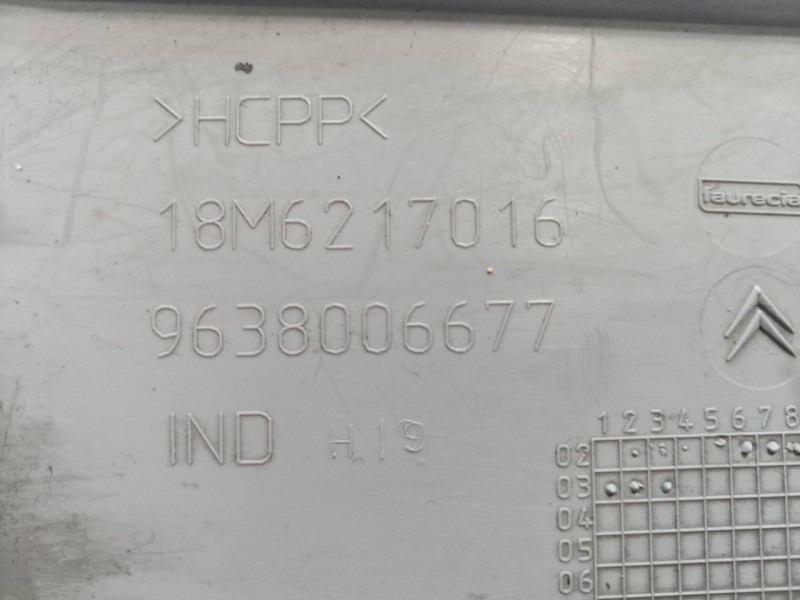 >HCPP<
faurecia
18M6217016
9638006677
IND H19
1 2 3 4 5 6 7 8
02
03
04
05
06